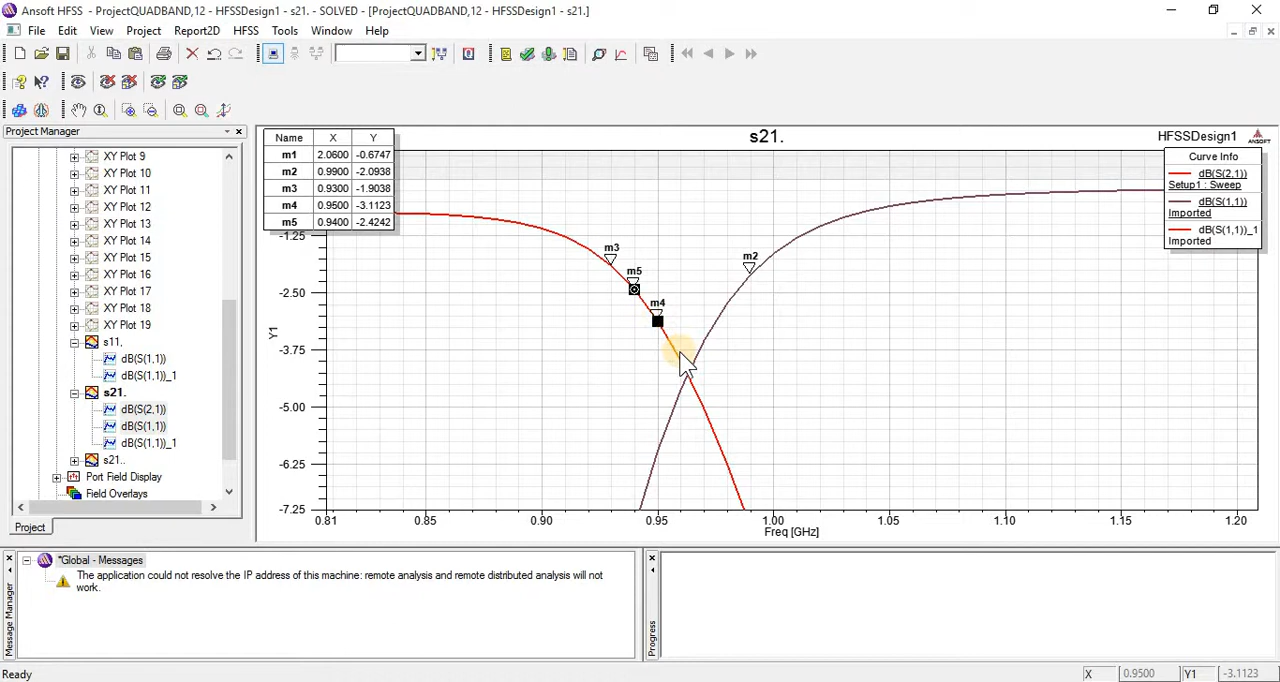 Ansoft HFSS - ProjectQUADBAND,12 - HFSSDesign1 - s21. - SOLVED - [ProjectQUADBAND,12 - HFSSDesign1 - s21.]
File Edit View Project Report2D HFSS Tools Window Help
Project Manager
XY Plot 9
XY Plot 10
XY Plot 11
XY Plot 12
XY Plot 13
XY Plot 14
XY Plot 15
XY Plot 16
XY Plot 17
XY Plot 18
XY Plot 19
s11.
dB(S(1,1))
dB(S(1,1))_1
s21.
dB(S(2,1))
dB(S(1,1))
dB(S(1,1))_1
s21..
Port Field Display
Field Overlays
Project
s21.
HFSSDesign1
ANSOFT
Name X Y
m1 2.0600 -0.6747
m2 0.9900 -2.0938
m3 0.9300 -1.9038
m4 0.9500 -3.1123
m5 0.9400 -2.4242
Curve Info
dB(S(2,1))
Setup1 : Sweep
dB(S(1,1))
Imported
dB(S(1,1))_1
Imported
m3
m5
m4
m2
Y1
-1.25
-2.50
-3.75
-5.00
-6.25
-7.25
0.81 0.85 0.90 0.95 1.00 1.05 1.10 1.15 1.20
Freq [GHz]
Message Manager
*Global - Messages
The application could not resolve the IP address of this machine: remote analysis and remote distributed analysis will not
work.
Progress
Ready
X 0.9500 Y1 -3.1123